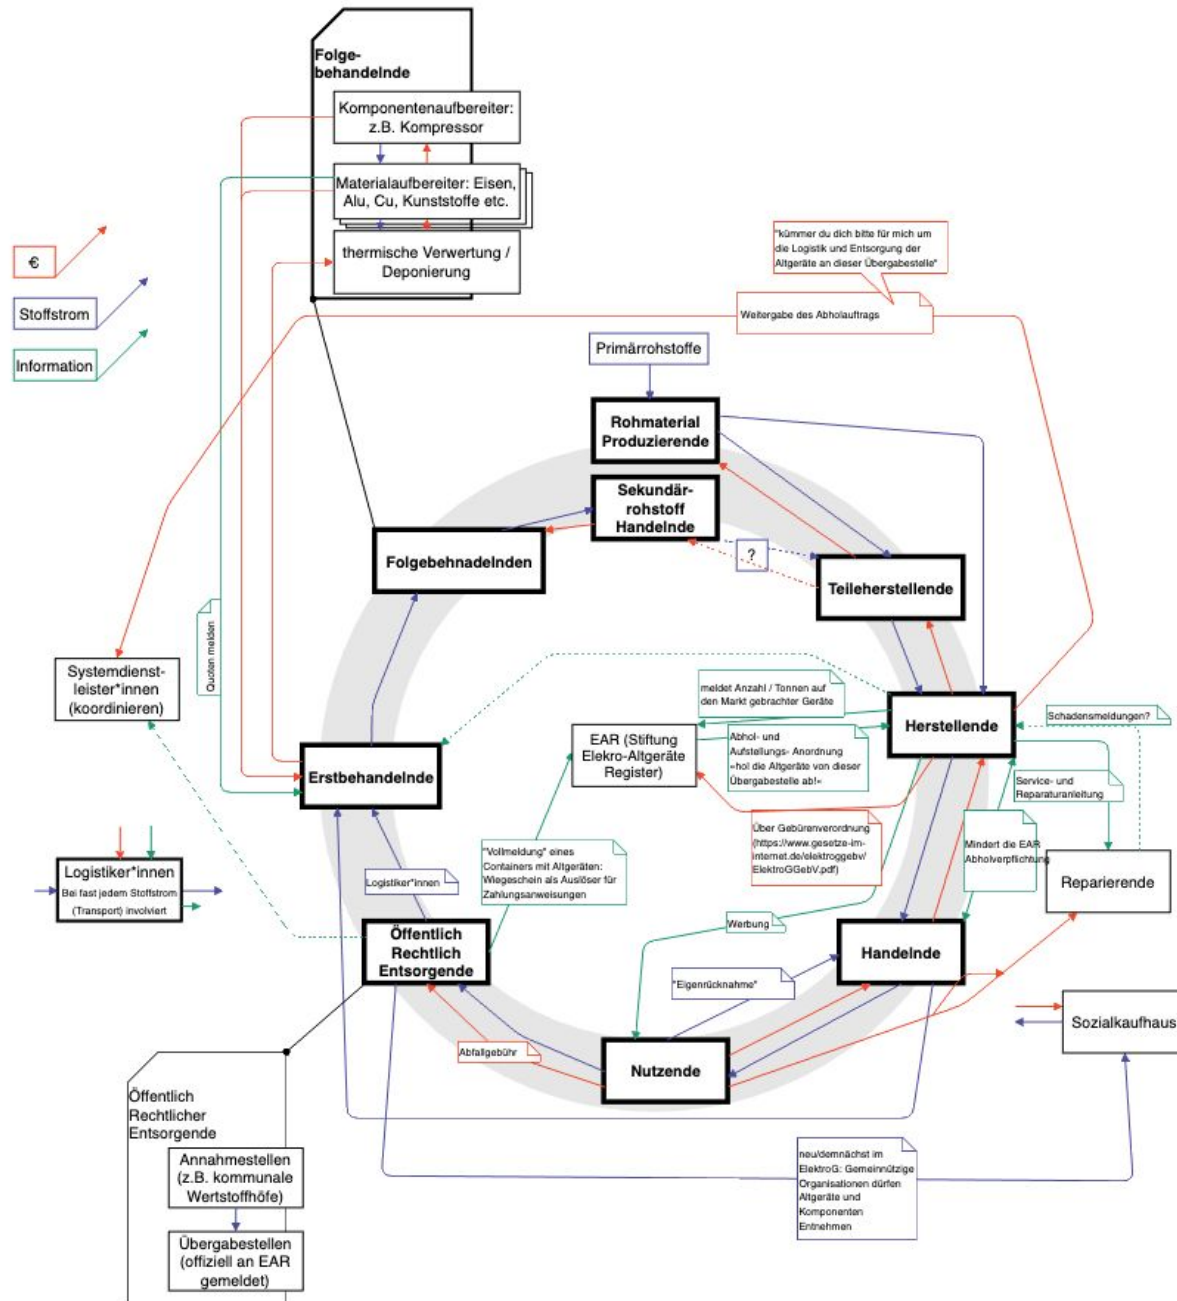 Folge-
behandelnde
Komponentenaufbereiter:
z.B. Kompressor
Materialaufbereiter: Eisen,
Alu, Cu, Kunststoffe etc.
thermische Verwertung /
Deponierung
€
Stoffstrom
Information
"kümmer du dich bitte für mich um
die Logistik und Entsorgung der
Altgeräte an dieser Übergabestelle"
Weitergabe des Abholauftrags
Primärrohstoffe
Rohmaterial
Produzierende
Sekundär-
rohstoff
Handelnde
?
Folgebehnadelnden
Teileherstellende
Quoten melden
Systemdienst-
leister*innen
(koordinieren)
meldet Anzahl / Tonnen auf
den Markt gebrachter Geräte
Herstellende
Schadensmeldungen?
EAR (Stiftung
Elekro-Altgeräte
Register)
Abhol- und
Aufstellungs- Anordnung
»hol die Altgeräte von dieser
Übergabestelle ab!«
Erstbehandelnde
Service- und
Reparaturanleitung
Über Gebürenverordnung
(https://www.gesetze-im-
internet.de/elektroggebv/
ElektroGGebV.pdf)
Mindert die EAR
Abholverpflichtung
"Vollmeldung" eines
Containers mit Altgeräten:
Wiegeschein als Auslöser für
Zahlungsanweisungen
Logistiker*innen
Bei fast jedem Stoffstrom
(Transport) involviert
Logistiker*innen
Reparierende
Werbung
Öffentlich
Rechtlich
Entsorgende
Handelnde
"Eigenrücknahme"
Sozialkaufhaus
Abfallgebühr
Nutzende
Öffentlich
Rechtlicher
Entsorgende
Annahmestellen
(z.B. kommunale
Wertstoffhöfe)
Übergabestellen
(offiziell an EAR
gemeldet)
neu/demnächst im
ElektroG: Gemeinnützige
Organisationen dürfen
Altgeräte und
Komponenten
Entnehmen